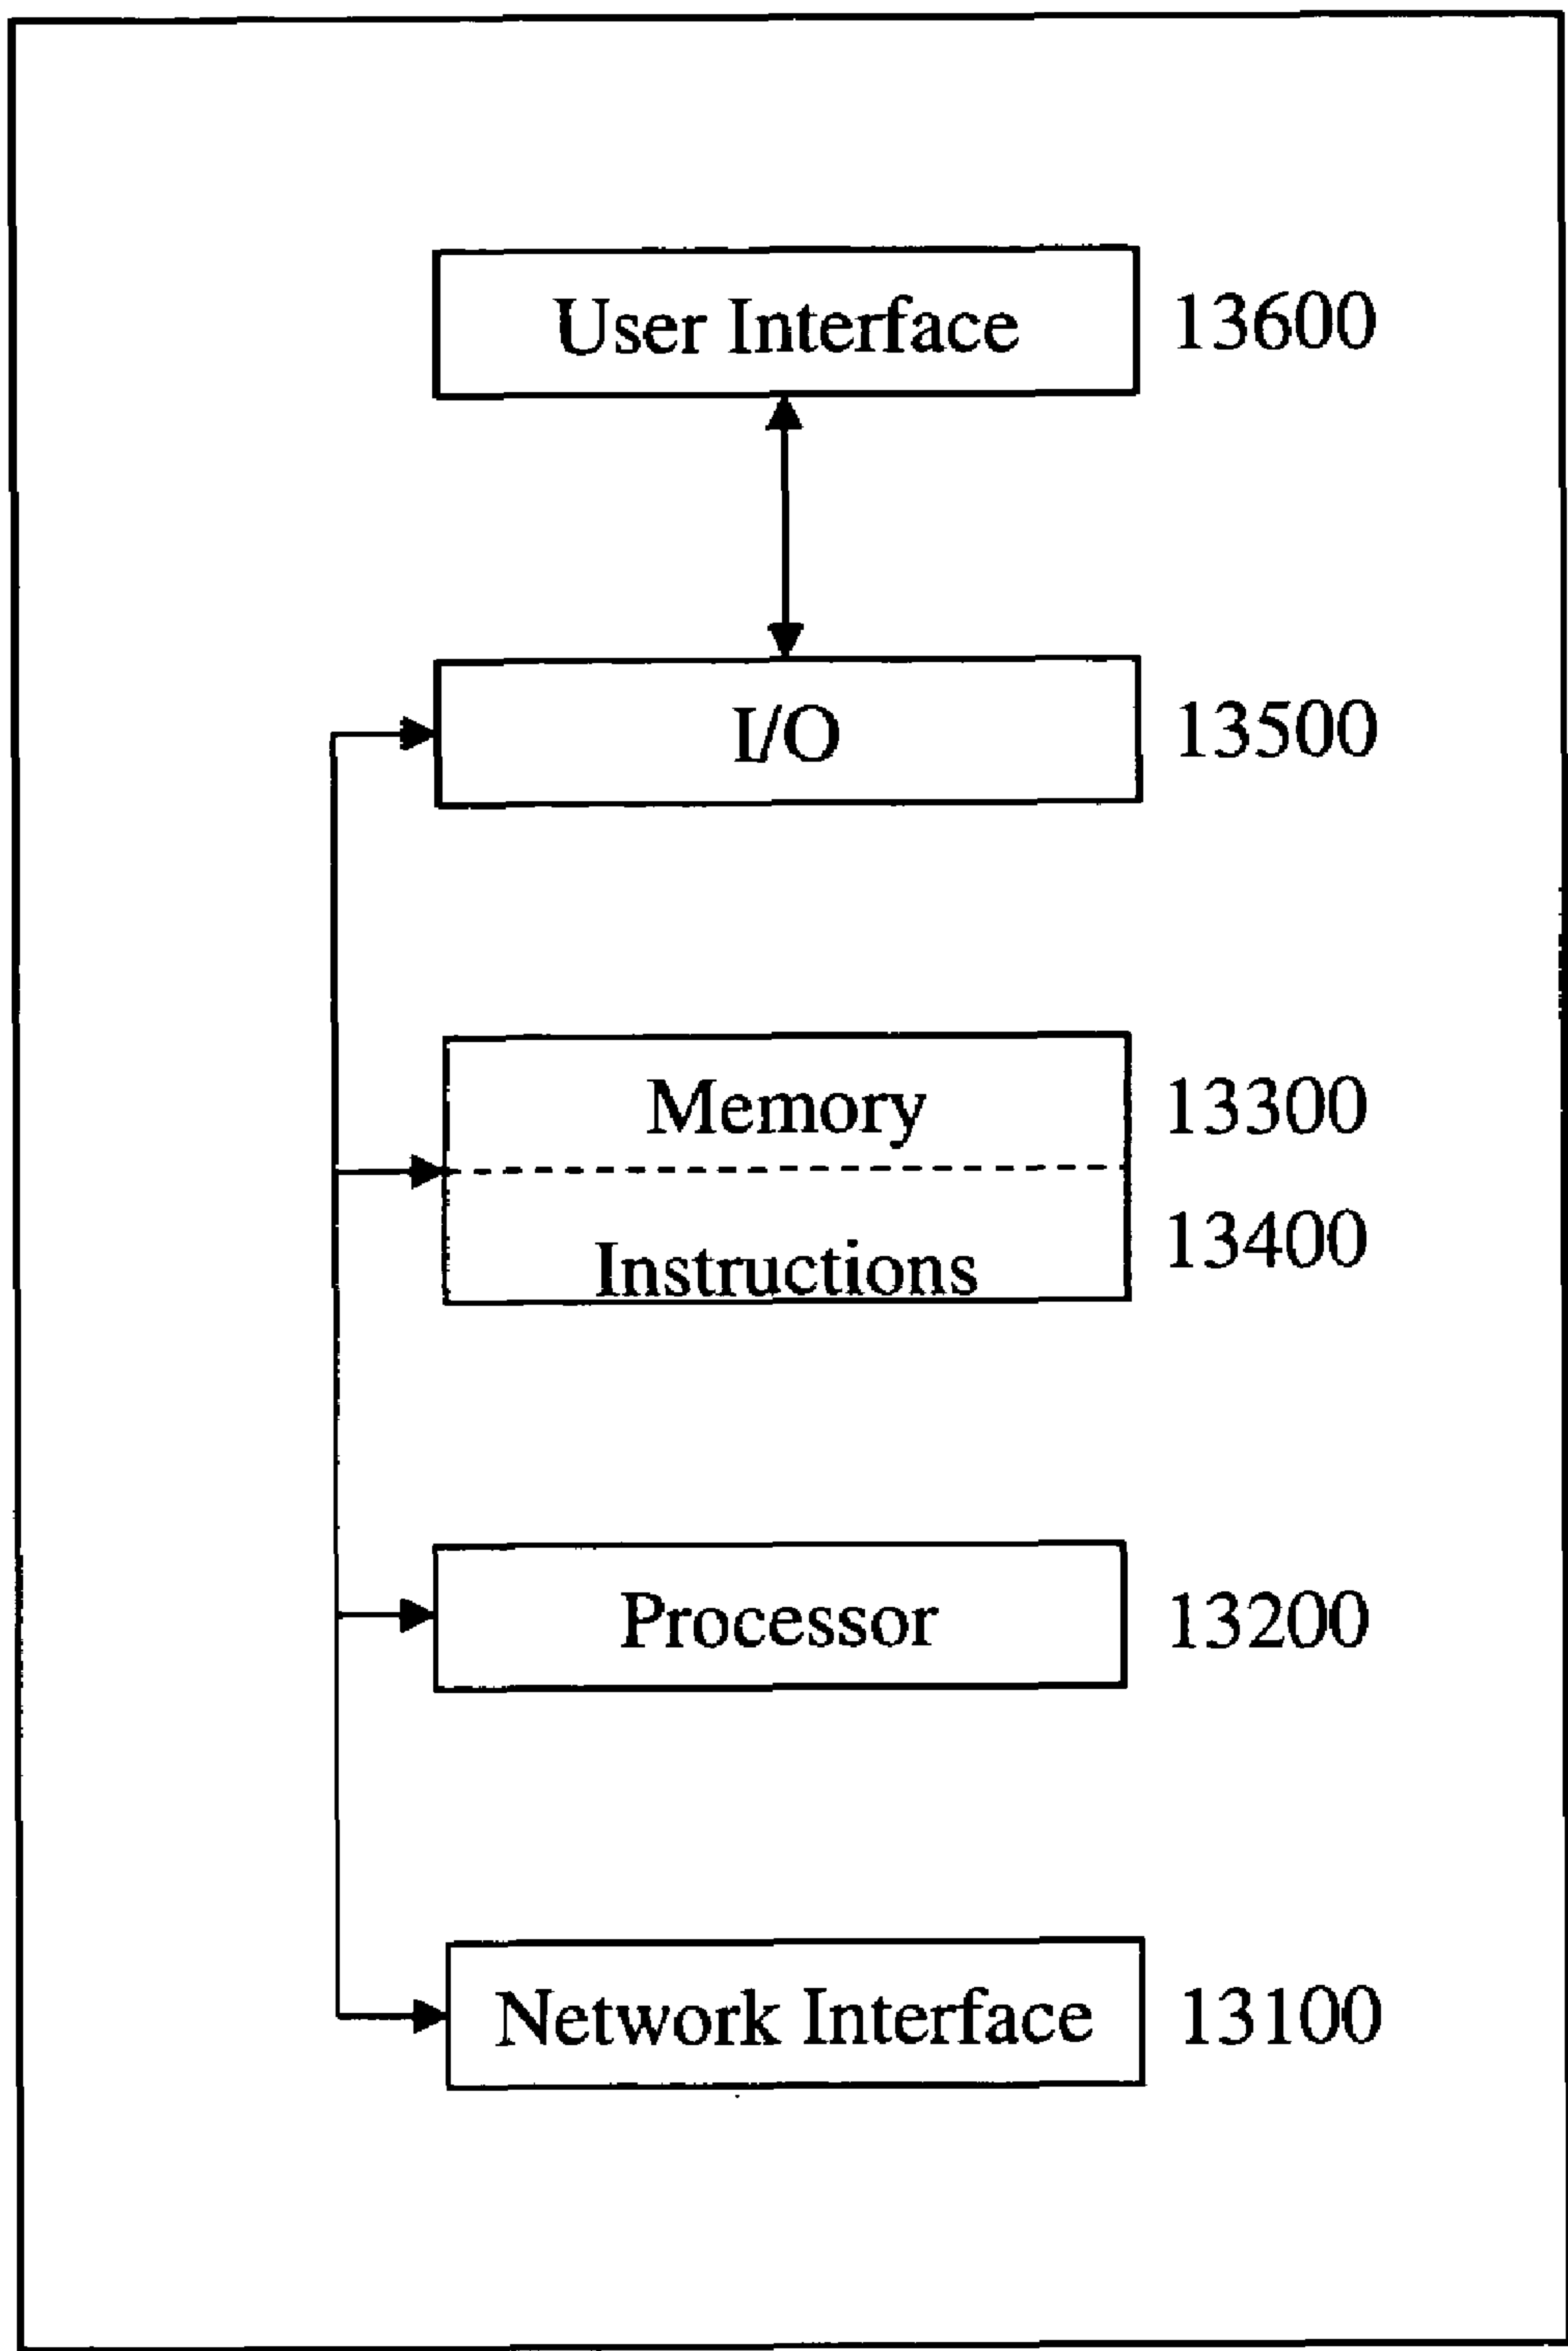 User Interface 13600
I/O 13500
Memory 13300
Instructions 13400
Processor 13200
Network Interface 13100